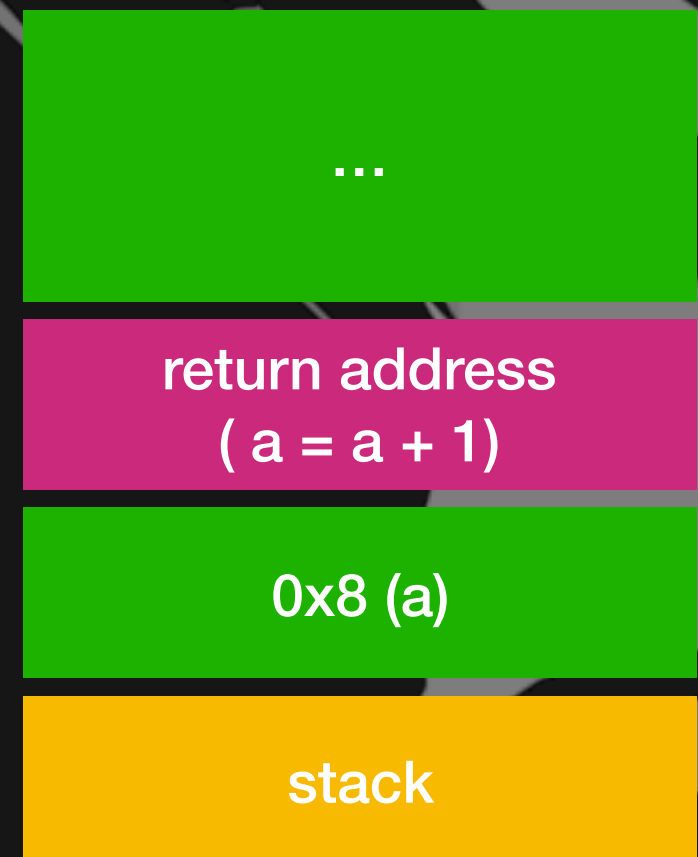 ...
return address
( a = a + 1)
0x8 (a)
stack